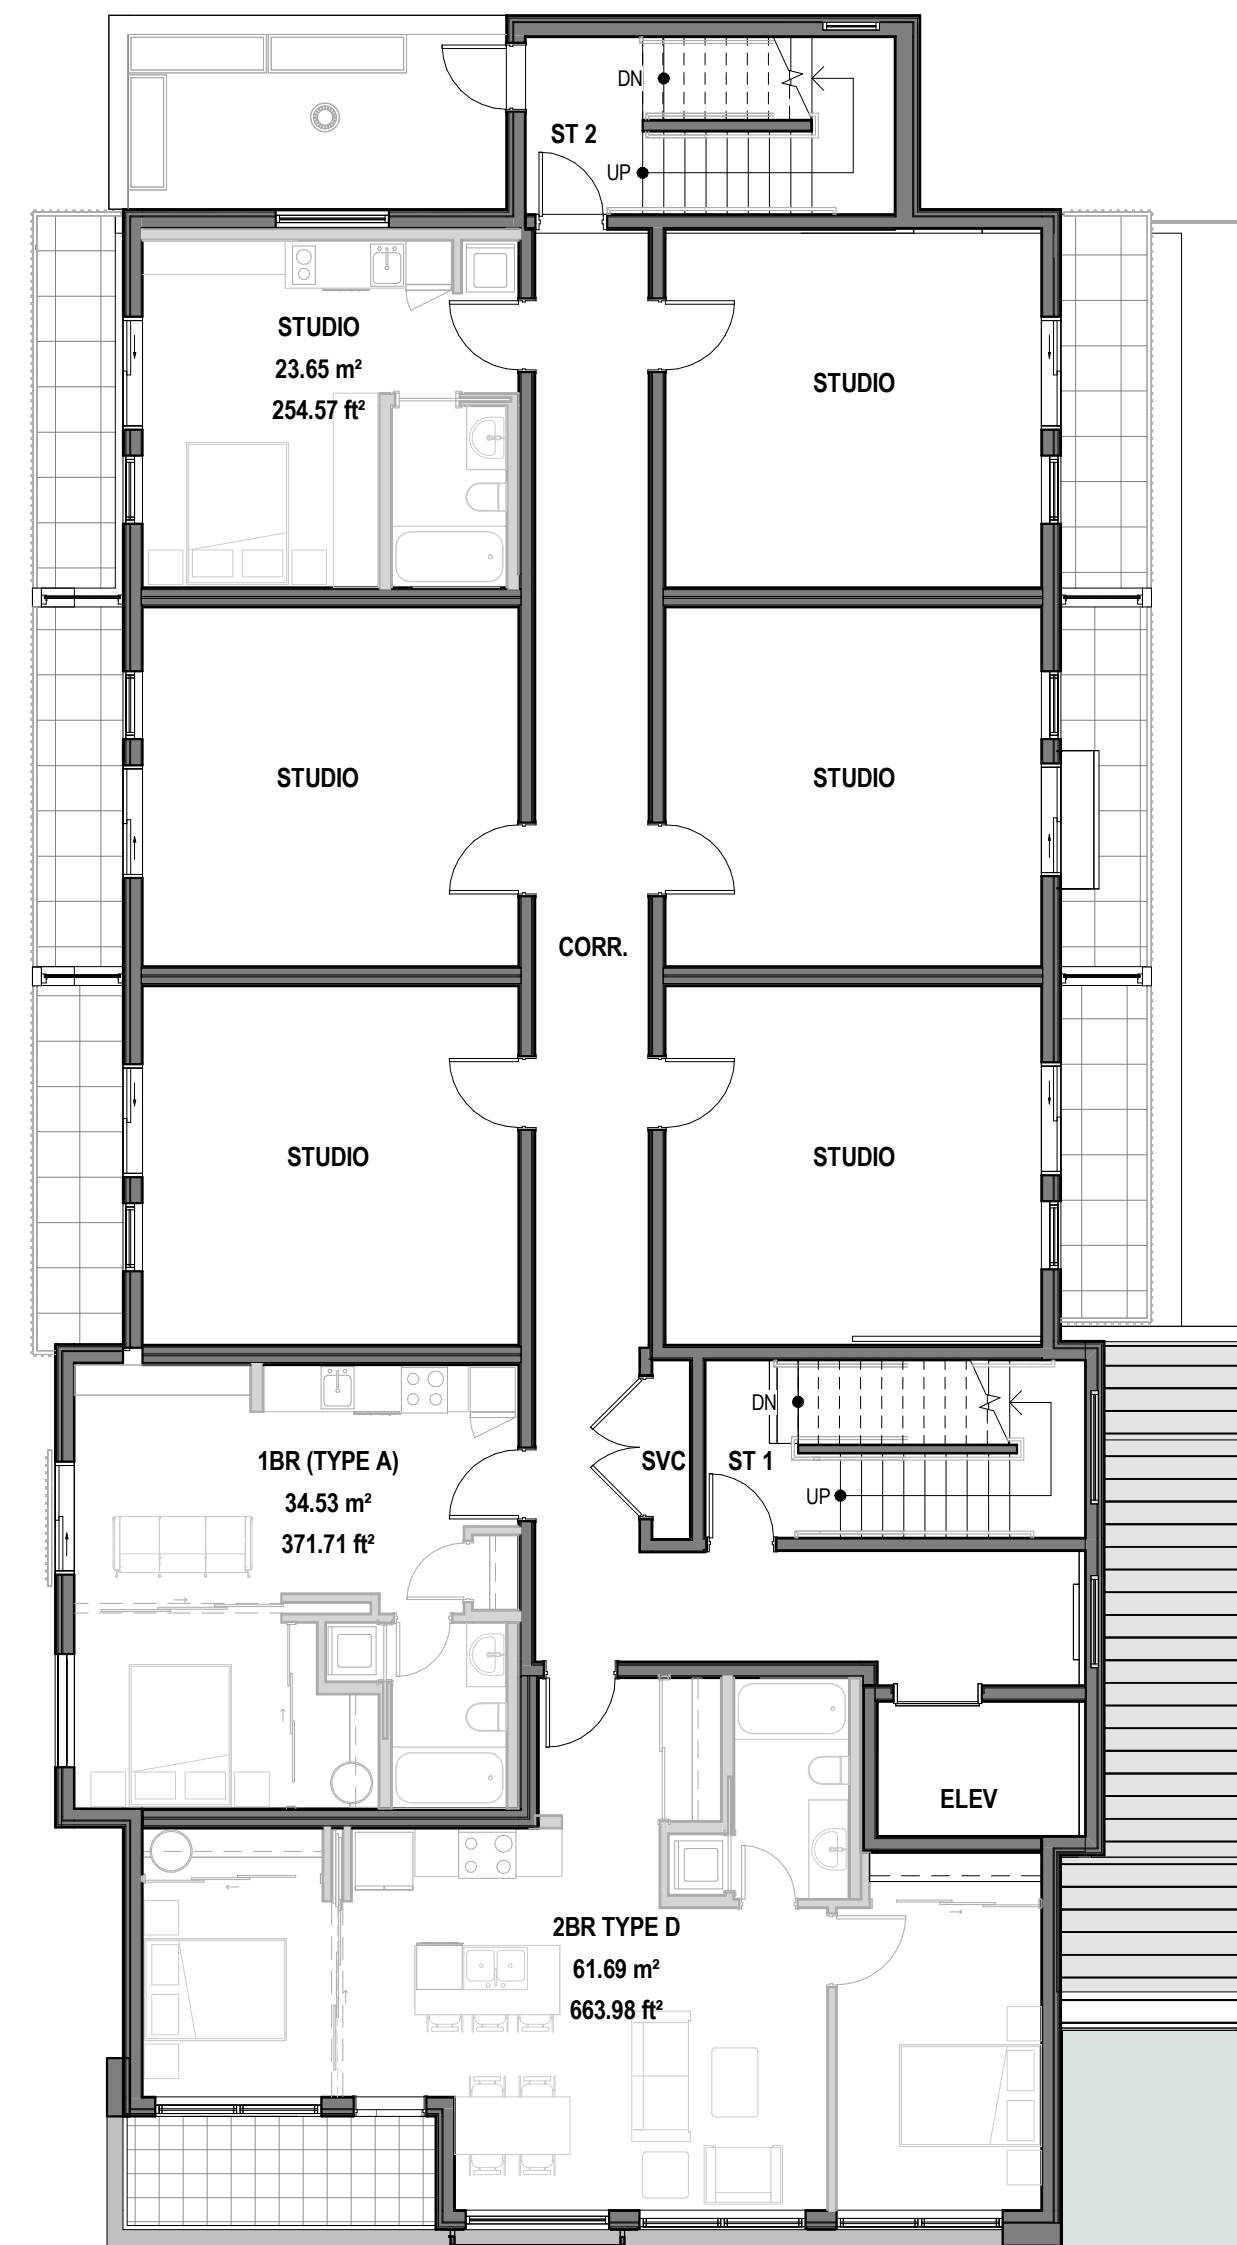 DN
ST 2
UP
STUDIO
23.65 m²
254.57 ft²
STUDIO
STUDIO
STUDIO
CORR.
STUDIO
STUDIO
DN
1BR (TYPE A)
34.53 m²
371.71 ft²
SVC
ST 1
UP
ELEV
2BR TYPE D
61.69 m²
663.98 ft²